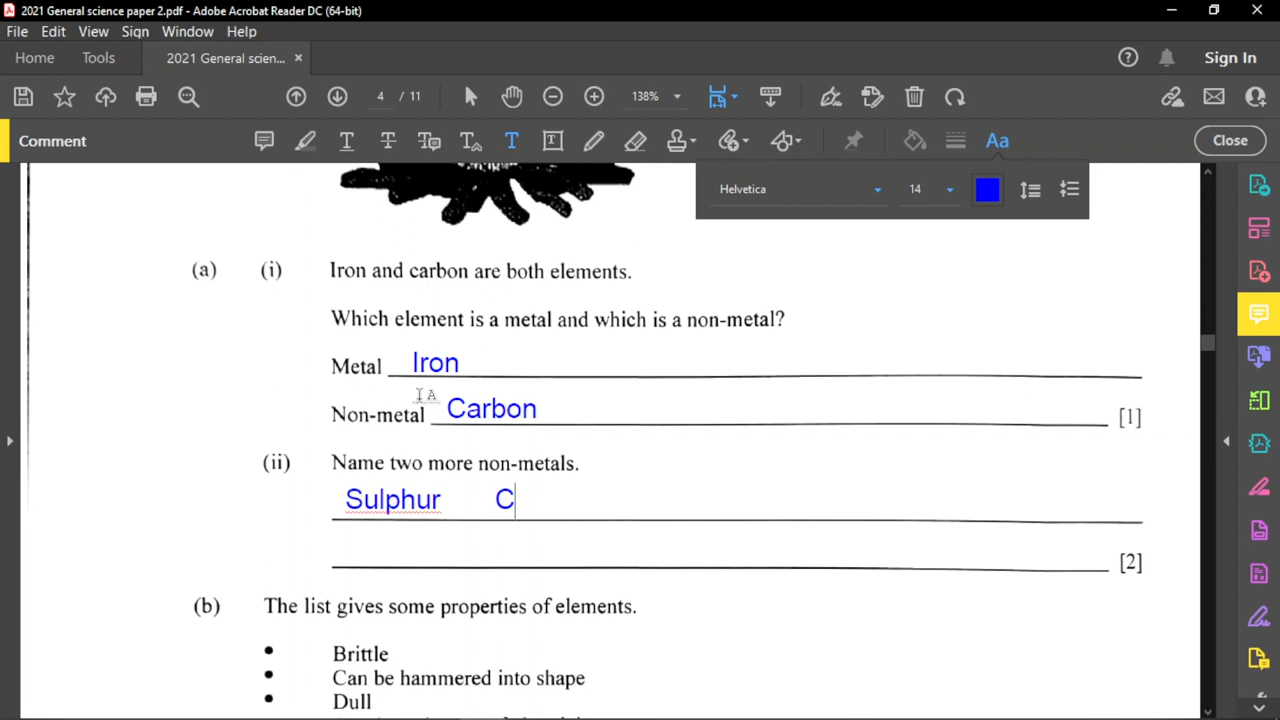 2021 General science paper 2.pdf - Adobe Acrobat Reader DC (64-bit)
File Edit View Sign Window Help
Home Tools 2021 General scien... × Sign In
4 / 11 138%
Comment Close
Helvetica 14
(a) (i) Iron and carbon are both elements.
Which element is a metal and which is a non-metal?
Metal Iron
Non-metal Carbon [1]
(ii) Name two more non-metals.
Sulphur C
[2]
(b) The list gives some properties of elements.
• Brittle
• Can be hammered into shape
• Dull